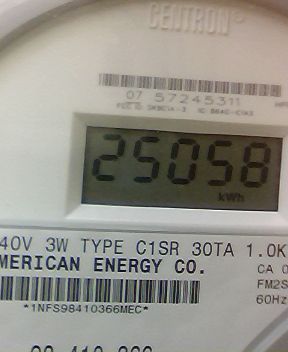 CENTRON
07 57245311
25058
kWh
40V 3W TYPE C1SR 30TA 1.0K
MERICAN ENERGY CO.
CA 0
FM2S
60Hz
*1NFS98410366MEC*